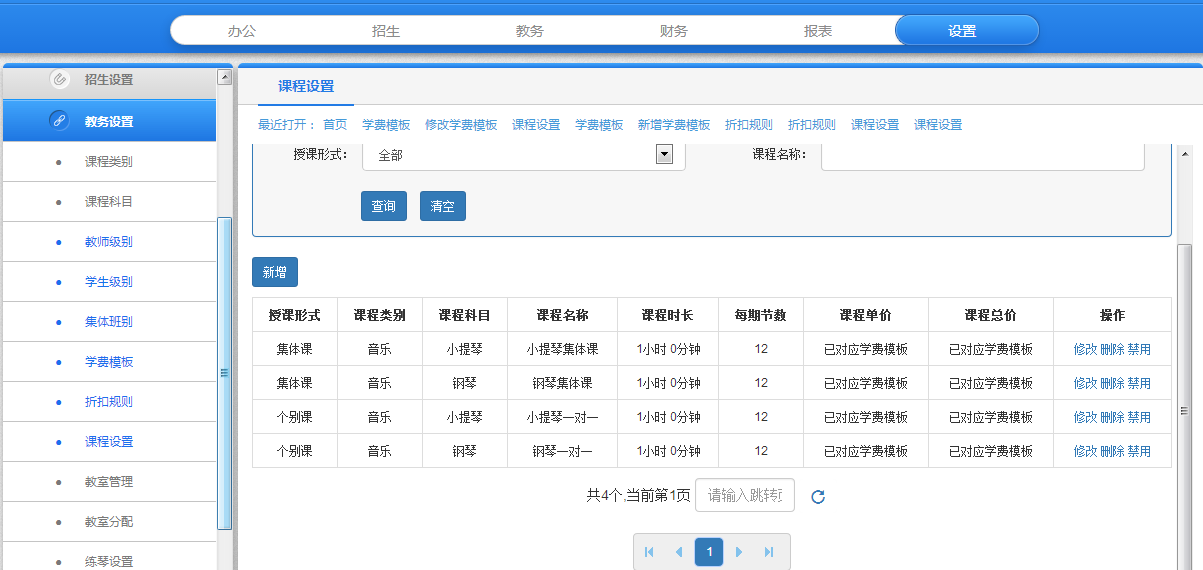 办公 招生 教务 财务 报表 设置
招生设置
教务设置
课程类别
课程科目
教师级别
学生级别
集体班别
学费模板
折扣规则
课程设置
教室管理
教室分配
练琴设置
课程设置
最近打开： 首页 学费模板 修改学费模板 课程设置 学费模板 新增学费模板 折扣规则 折扣规则 课程设置 课程设置
授课形式： 全部 课程名称：
查询 清空
新增
授课形式 课程类别 课程科目 课程名称 课程时长 每期节数 课程单价 课程总价 操作
集体课 音乐 小提琴 小提琴集体课 1小时 0分钟 12 已对应学费模板 已对应学费模板 修改 删除 禁用
集体课 音乐 钢琴 钢琴集体课 1小时 0分钟 12 已对应学费模板 已对应学费模板 修改 删除 禁用
个别课 音乐 小提琴 小提琴一对一 1小时 0分钟 12 已对应学费模板 已对应学费模板 修改 删除 禁用
个别课 音乐 钢琴 钢琴一对一 1小时 0分钟 12 已对应学费模板 已对应学费模板 修改 删除 禁用
共4个,当前第1页 请输入跳转页
1